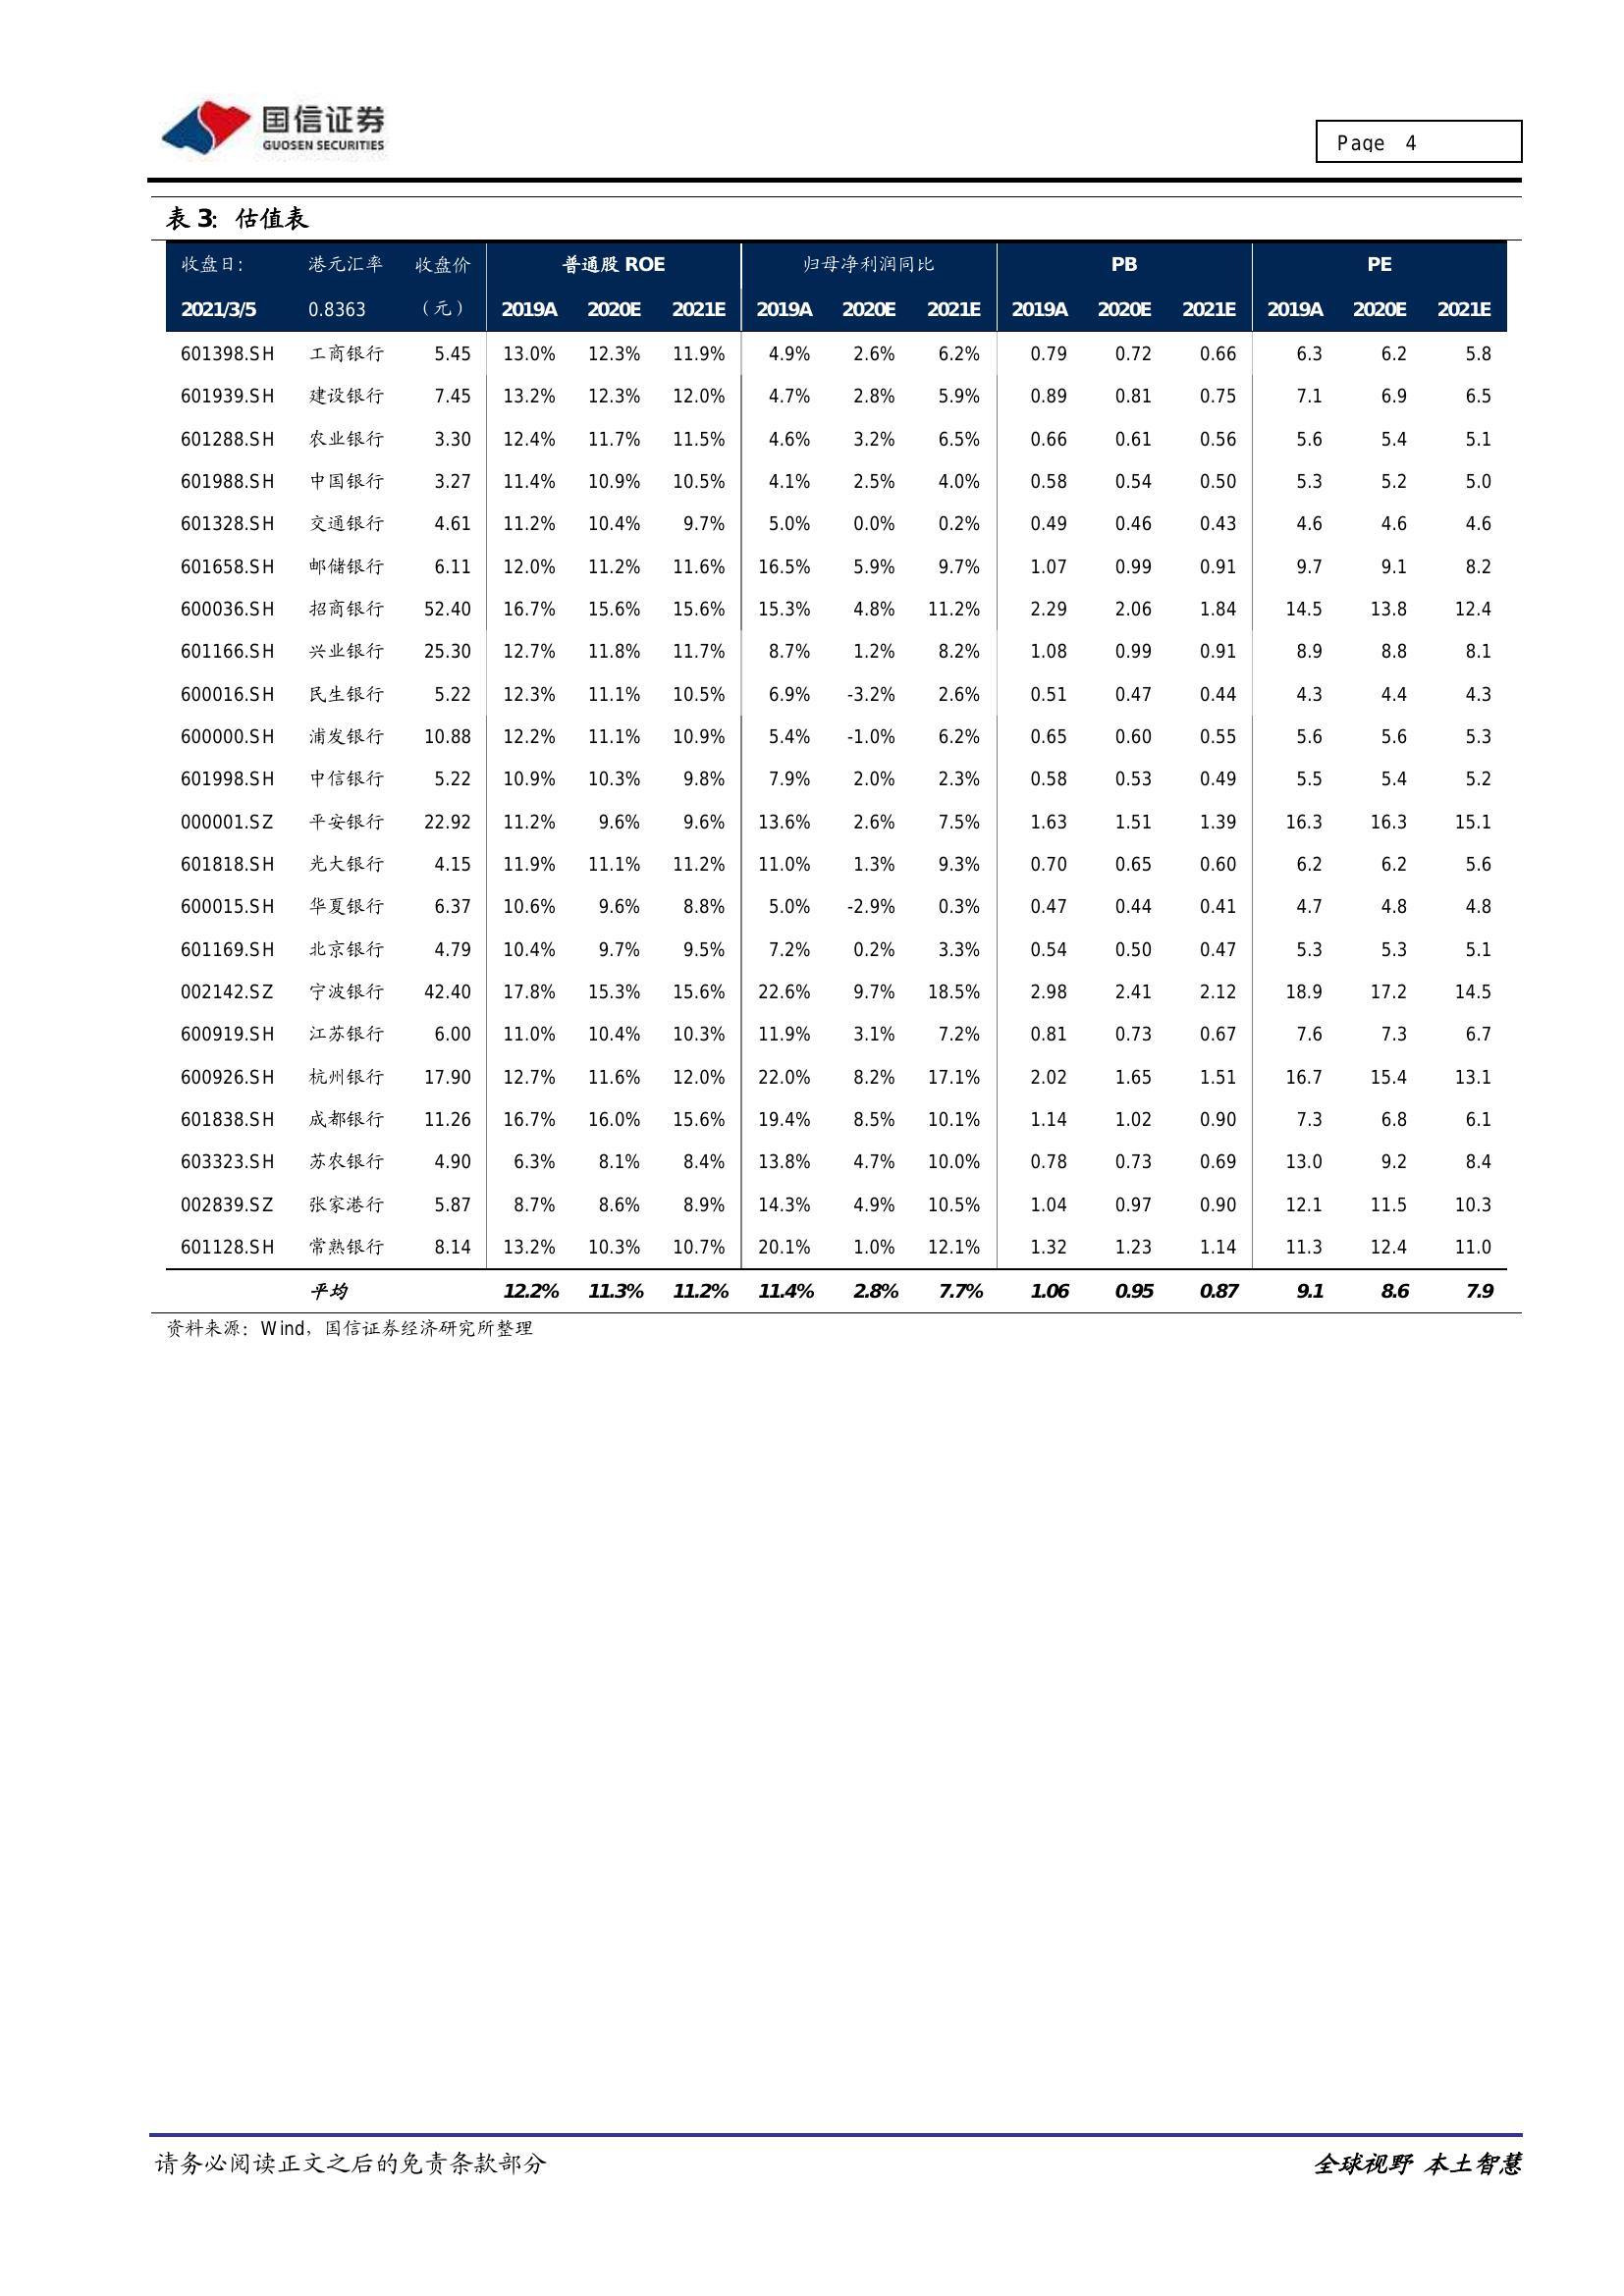 国信证券
GUOSEN SECURITIES
Page 4
表 3：估值表
收盘日： 港元汇率 收盘价 普通股 ROE 归母净利润同比 PB PE
2021/3/5 0.8363 （元） 2019A 2020E 2021E 2019A 2020E 2021E 2019A 2020E 2021E 2019A 2020E 2021E
601398.SH 工商银行 5.45 13.0% 12.3% 11.9% 4.9% 2.6% 6.2% 0.79 0.72 0.66 6.3 6.2 5.8
601939.SH 建设银行 7.45 13.2% 12.3% 12.0% 4.7% 2.8% 5.9% 0.89 0.81 0.75 7.1 6.9 6.5
601288.SH 农业银行 3.30 12.4% 11.7% 11.5% 4.6% 3.2% 6.5% 0.66 0.61 0.56 5.6 5.4 5.1
601988.SH 中国银行 3.27 11.4% 10.9% 10.5% 4.1% 2.5% 4.0% 0.58 0.54 0.50 5.3 5.2 5.0
601328.SH 交通银行 4.61 11.2% 10.4% 9.7% 5.0% 0.0% 0.2% 0.49 0.46 0.43 4.6 4.6 4.6
601658.SH 邮储银行 6.11 12.0% 11.2% 11.6% 16.5% 5.9% 9.7% 1.07 0.99 0.91 9.7 9.1 8.2
600036.SH 招商银行 52.40 16.7% 15.6% 15.6% 15.3% 4.8% 11.2% 2.29 2.06 1.84 14.5 13.8 12.4
601166.SH 兴业银行 25.30 12.7% 11.8% 11.7% 8.7% 1.2% 8.2% 1.08 0.99 0.91 8.9 8.8 8.1
600016.SH 民生银行 5.22 12.3% 11.1% 10.5% 6.9% -3.2% 2.6% 0.51 0.47 0.44 4.3 4.4 4.3
600000.SH 浦发银行 10.88 12.2% 11.1% 10.9% 5.4% -1.0% 6.2% 0.65 0.60 0.55 5.6 5.6 5.3
601998.SH 中信银行 5.22 10.9% 10.3% 9.8% 7.9% 2.0% 2.3% 0.58 0.53 0.49 5.5 5.4 5.2
000001.SZ 平安银行 22.92 11.2% 9.6% 9.6% 13.6% 2.6% 7.5% 1.63 1.51 1.39 16.3 16.3 15.1
601818.SH 光大银行 4.15 11.9% 11.1% 11.2% 11.0% 1.3% 9.3% 0.70 0.65 0.60 6.2 6.2 5.6
600015.SH 华夏银行 6.37 10.6% 9.6% 8.8% 5.0% -2.9% 0.3% 0.47 0.44 0.41 4.7 4.8 4.8
601169.SH 北京银行 4.79 10.4% 9.7% 9.5% 7.2% 0.2% 3.3% 0.54 0.50 0.47 5.3 5.3 5.1
002142.SZ 宁波银行 42.40 17.8% 15.3% 15.6% 22.6% 9.7% 18.5% 2.98 2.41 2.12 18.9 17.2 14.5
600919.SH 江苏银行 6.00 11.0% 10.4% 10.3% 11.9% 3.1% 7.2% 0.81 0.73 0.67 7.6 7.3 6.7
600926.SH 杭州银行 17.90 12.7% 11.6% 12.0% 22.0% 8.2% 17.1% 2.02 1.65 1.51 16.7 15.4 13.1
601838.SH 成都银行 11.26 16.7% 16.0% 15.6% 19.4% 8.5% 10.1% 1.14 1.02 0.90 7.3 6.8 6.1
603323.SH 苏农银行 4.90 6.3% 8.1% 8.4% 13.8% 4.7% 10.0% 0.78 0.73 0.69 13.0 9.2 8.4
002839.SZ 张家港行 5.87 8.7% 8.6% 8.9% 14.3% 4.9% 10.5% 1.04 0.97 0.90 12.1 11.5 10.3
601128.SH 常熟银行 8.14 13.2% 10.3% 10.7% 20.1% 1.0% 12.1% 1.32 1.23 1.14 11.3 12.4 11.0
平均 12.2% 11.3% 11.2% 11.4% 2.8% 7.7% 1.06 0.95 0.87 9.1 8.6 7.9
资料来源：Wind，国信证券经济研究所整理
请务必阅读正文之后的免责条款部分 全球视野 本土智慧